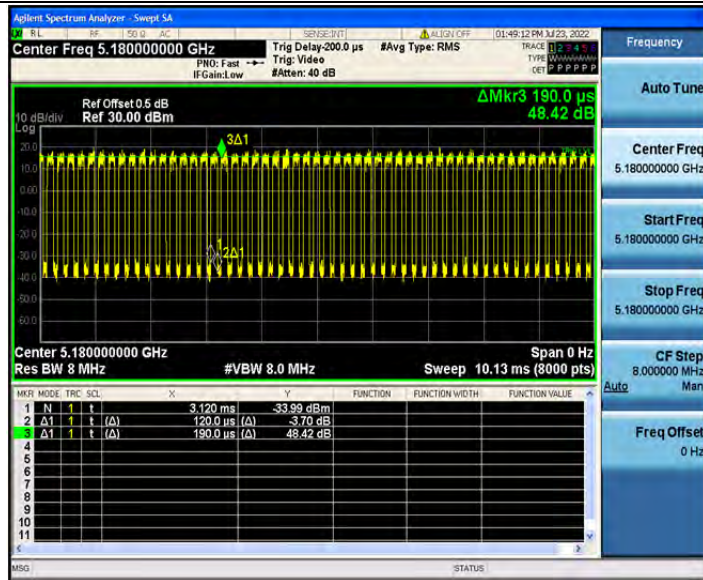 Agilent Spectrum Analyzer - Swept SA
RL RF 50 Ω AC SENSE:INT ALIGN OFF 01:49:12 PM Jul 23, 2022
Center Freq 5.180000000 GHz
PNO: Fast
IFGain:Low
Trig Delay-200.0 µs
Trig: Video
#Atten: 40 dB
#Avg Type: RMS
TRACE 1 2 3 4 5 6
TYPE
DET P P P P P P
ΔMkr3 190.0 µs
48.42 dB
Ref Offset 0.5 dB
10 dB/div Ref 30.00 dBm
Log
20.0
10.0
0.00
-10.0
-20.0
-30.0
-40.0
-50.0
-60.0
3Δ1
1
2Δ1
Center 5.180000000 GHz Span 0 Hz
Res BW 8 MHz #VBW 8.0 MHz Sweep 10.13 ms (8000 pts)
MKR MODE TRC SCL X Y FUNCTION FUNCTION WIDTH FUNCTION VALUE
1 N 1 t 3.120 ms -33.99 dBm
2 Δ1 1 t (Δ) 120.0 µs (Δ) -3.70 dB
3 Δ1 1 t (Δ) 190.0 µs (Δ) 48.42 dB
4
5
6
7
8
9
10
11
MSG STATUS
Frequency
Auto Tune
Center Freq
5.180000000 GHz
Start Freq
5.180000000 GHz
Stop Freq
5.180000000 GHz
CF Step
8.000000 MHz
Auto Man
Freq Offset
0 Hz